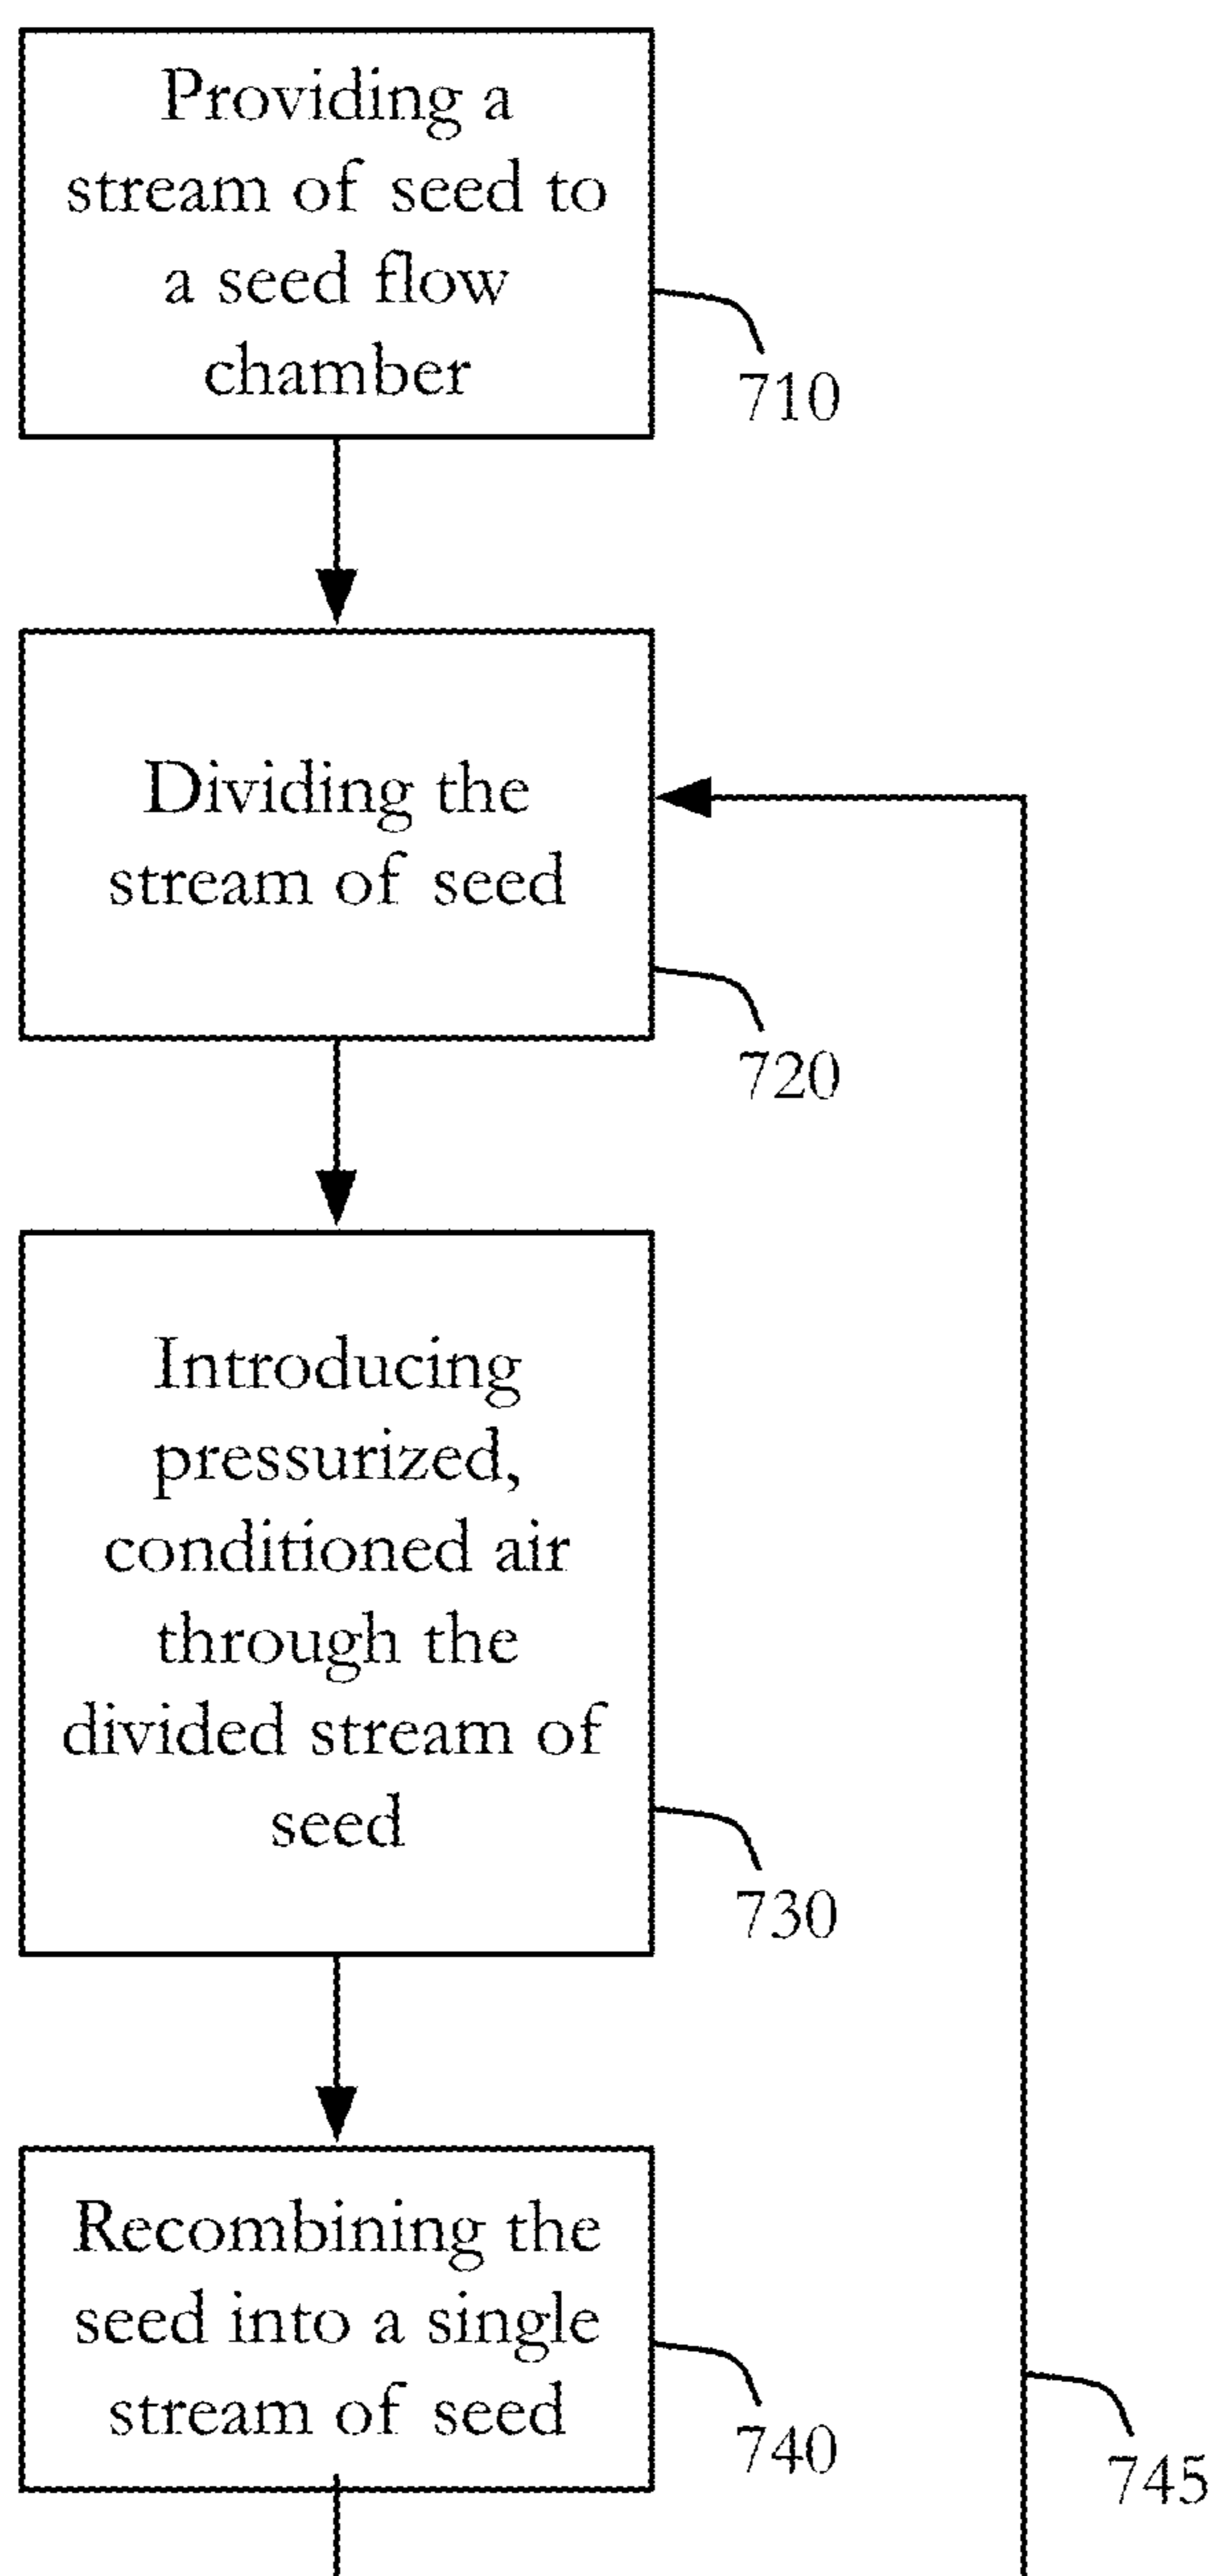 Providing a
stream of seed to
a seed flow
chamber
710
Dividing the
stream of seed
720
Introducing
pressurized,
conditioned air
through the
divided stream of
seed
730
Recombining the
seed into a single
stream of seed
740
745